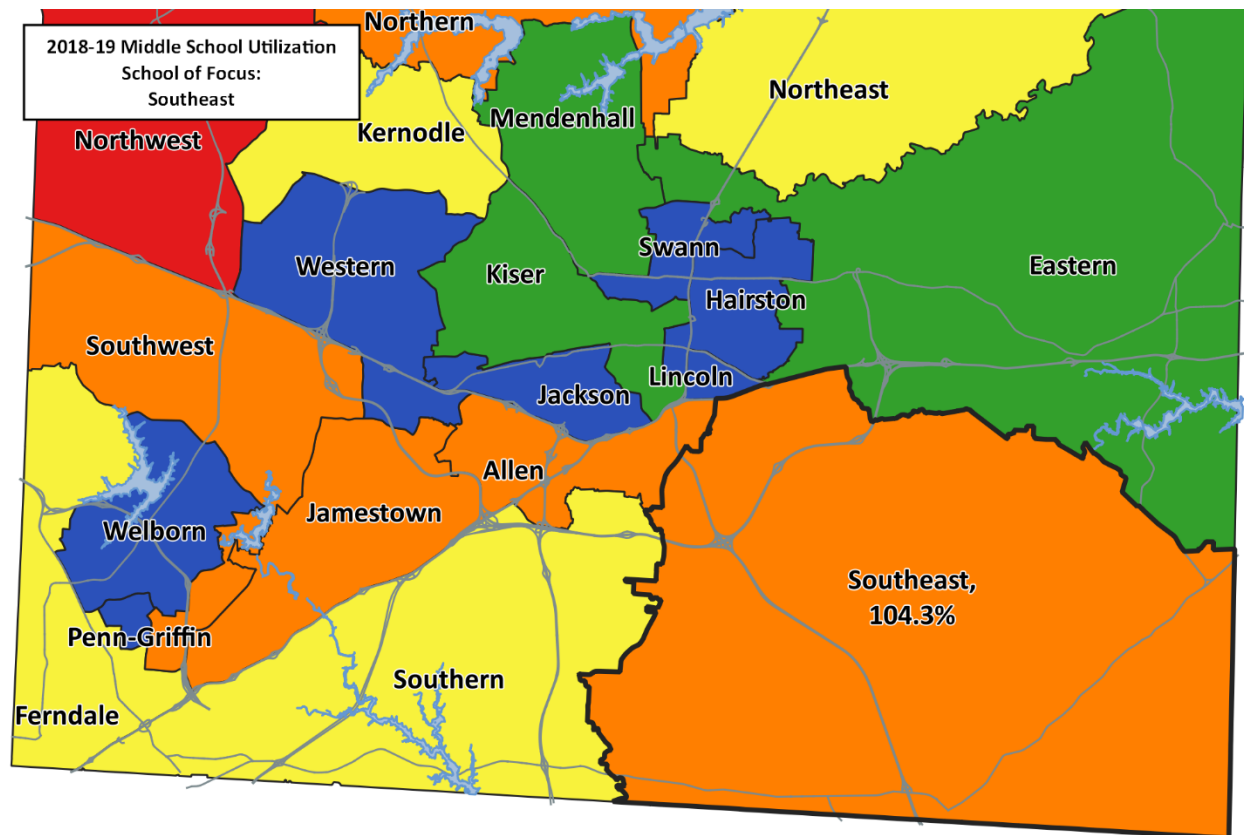 2018-19 Middle School Utilization
School of Focus:
Southeast
Northern
Northeast
Mendenhall
Kernodle
Northwest
Swann
Western
Eastern
Kiser
Hairston
Southwest
Lincoln
Jackson
Allen
Jamestown
Welborn
Southeast,
104.3%
Penn-Griffin
Southern
Ferndale